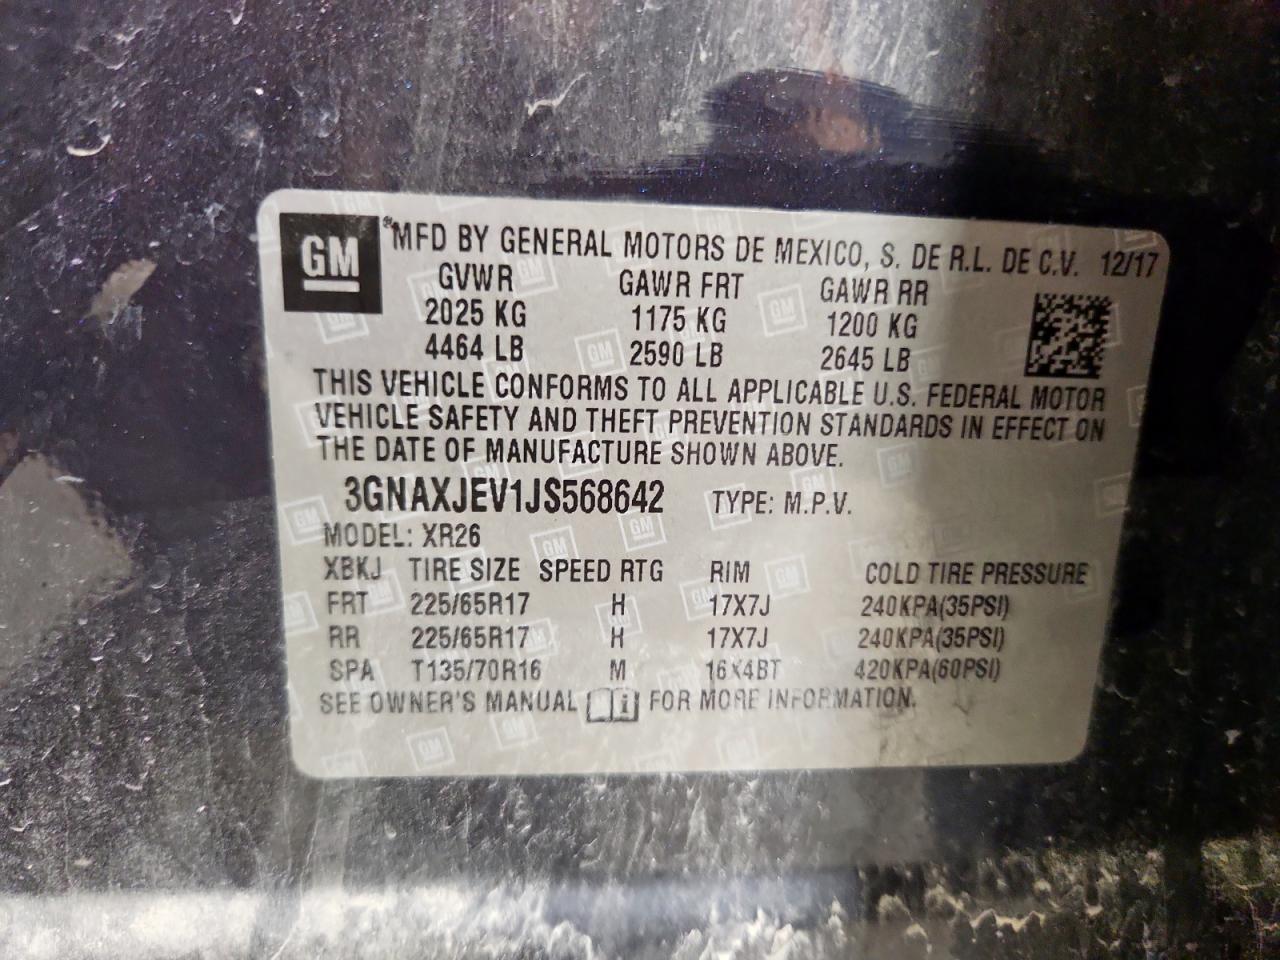 GM ®MFD BY GENERAL MOTORS DE MEXICO, S. DE R.L. DE C.V. 12/17
GVWR GAWR FRT GAWR RR
2025 KG 1175 KG 1200 KG
4464 LB 2590 LB 2645 LB
THIS VEHICLE CONFORMS TO ALL APPLICABLE U.S. FEDERAL MOTOR
VEHICLE SAFETY AND THEFT PREVENTION STANDARDS IN EFFECT ON
THE DATE OF MANUFACTURE SHOWN ABOVE.
3GNAXJEV1JS568642 TYPE: M.P.V.
MODEL: XR26
XBKJ TIRE SIZE SPEED RTG RIM COLD TIRE PRESSURE
FRT 225/65R17 H 17X7J 240KPA(35PSI)
RR 225/65R17 H 17X7J 240KPA(35PSI)
SPA T135/70R16 M 16X4BT 420KPA(60PSI)
SEE OWNER'S MANUAL i FOR MORE INFORMATION.